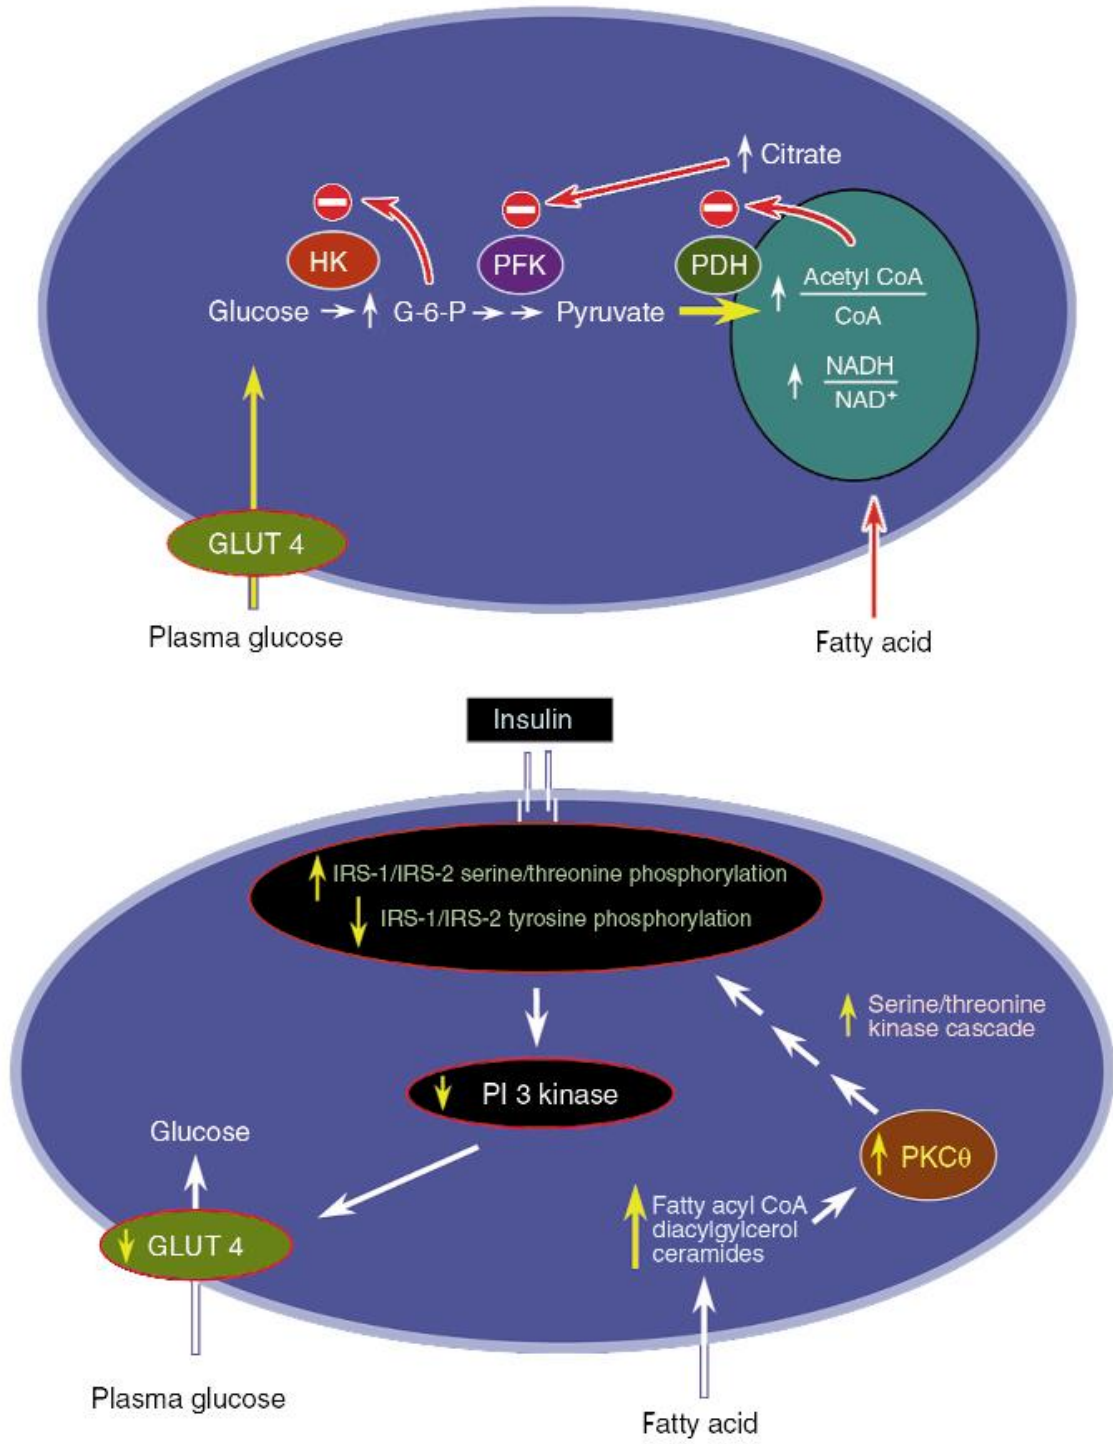 Citrate
HK
PFK
PDH
Glucose
G-6-P
Pyruvate
Acetyl CoA
CoA
NADH
NAD+
GLUT 4
Plasma glucose
Fatty acid
Insulin
IRS-1/IRS-2 serine/threonine phosphorylation
IRS-1/IRS-2 tyrosine phosphorylation
Serine/threonine
kinase cascade
PI 3 kinase
Glucose
PKCθ
Fatty acyl CoA
diacylgylcerol
ceramides
GLUT 4
Plasma glucose
Fatty acid